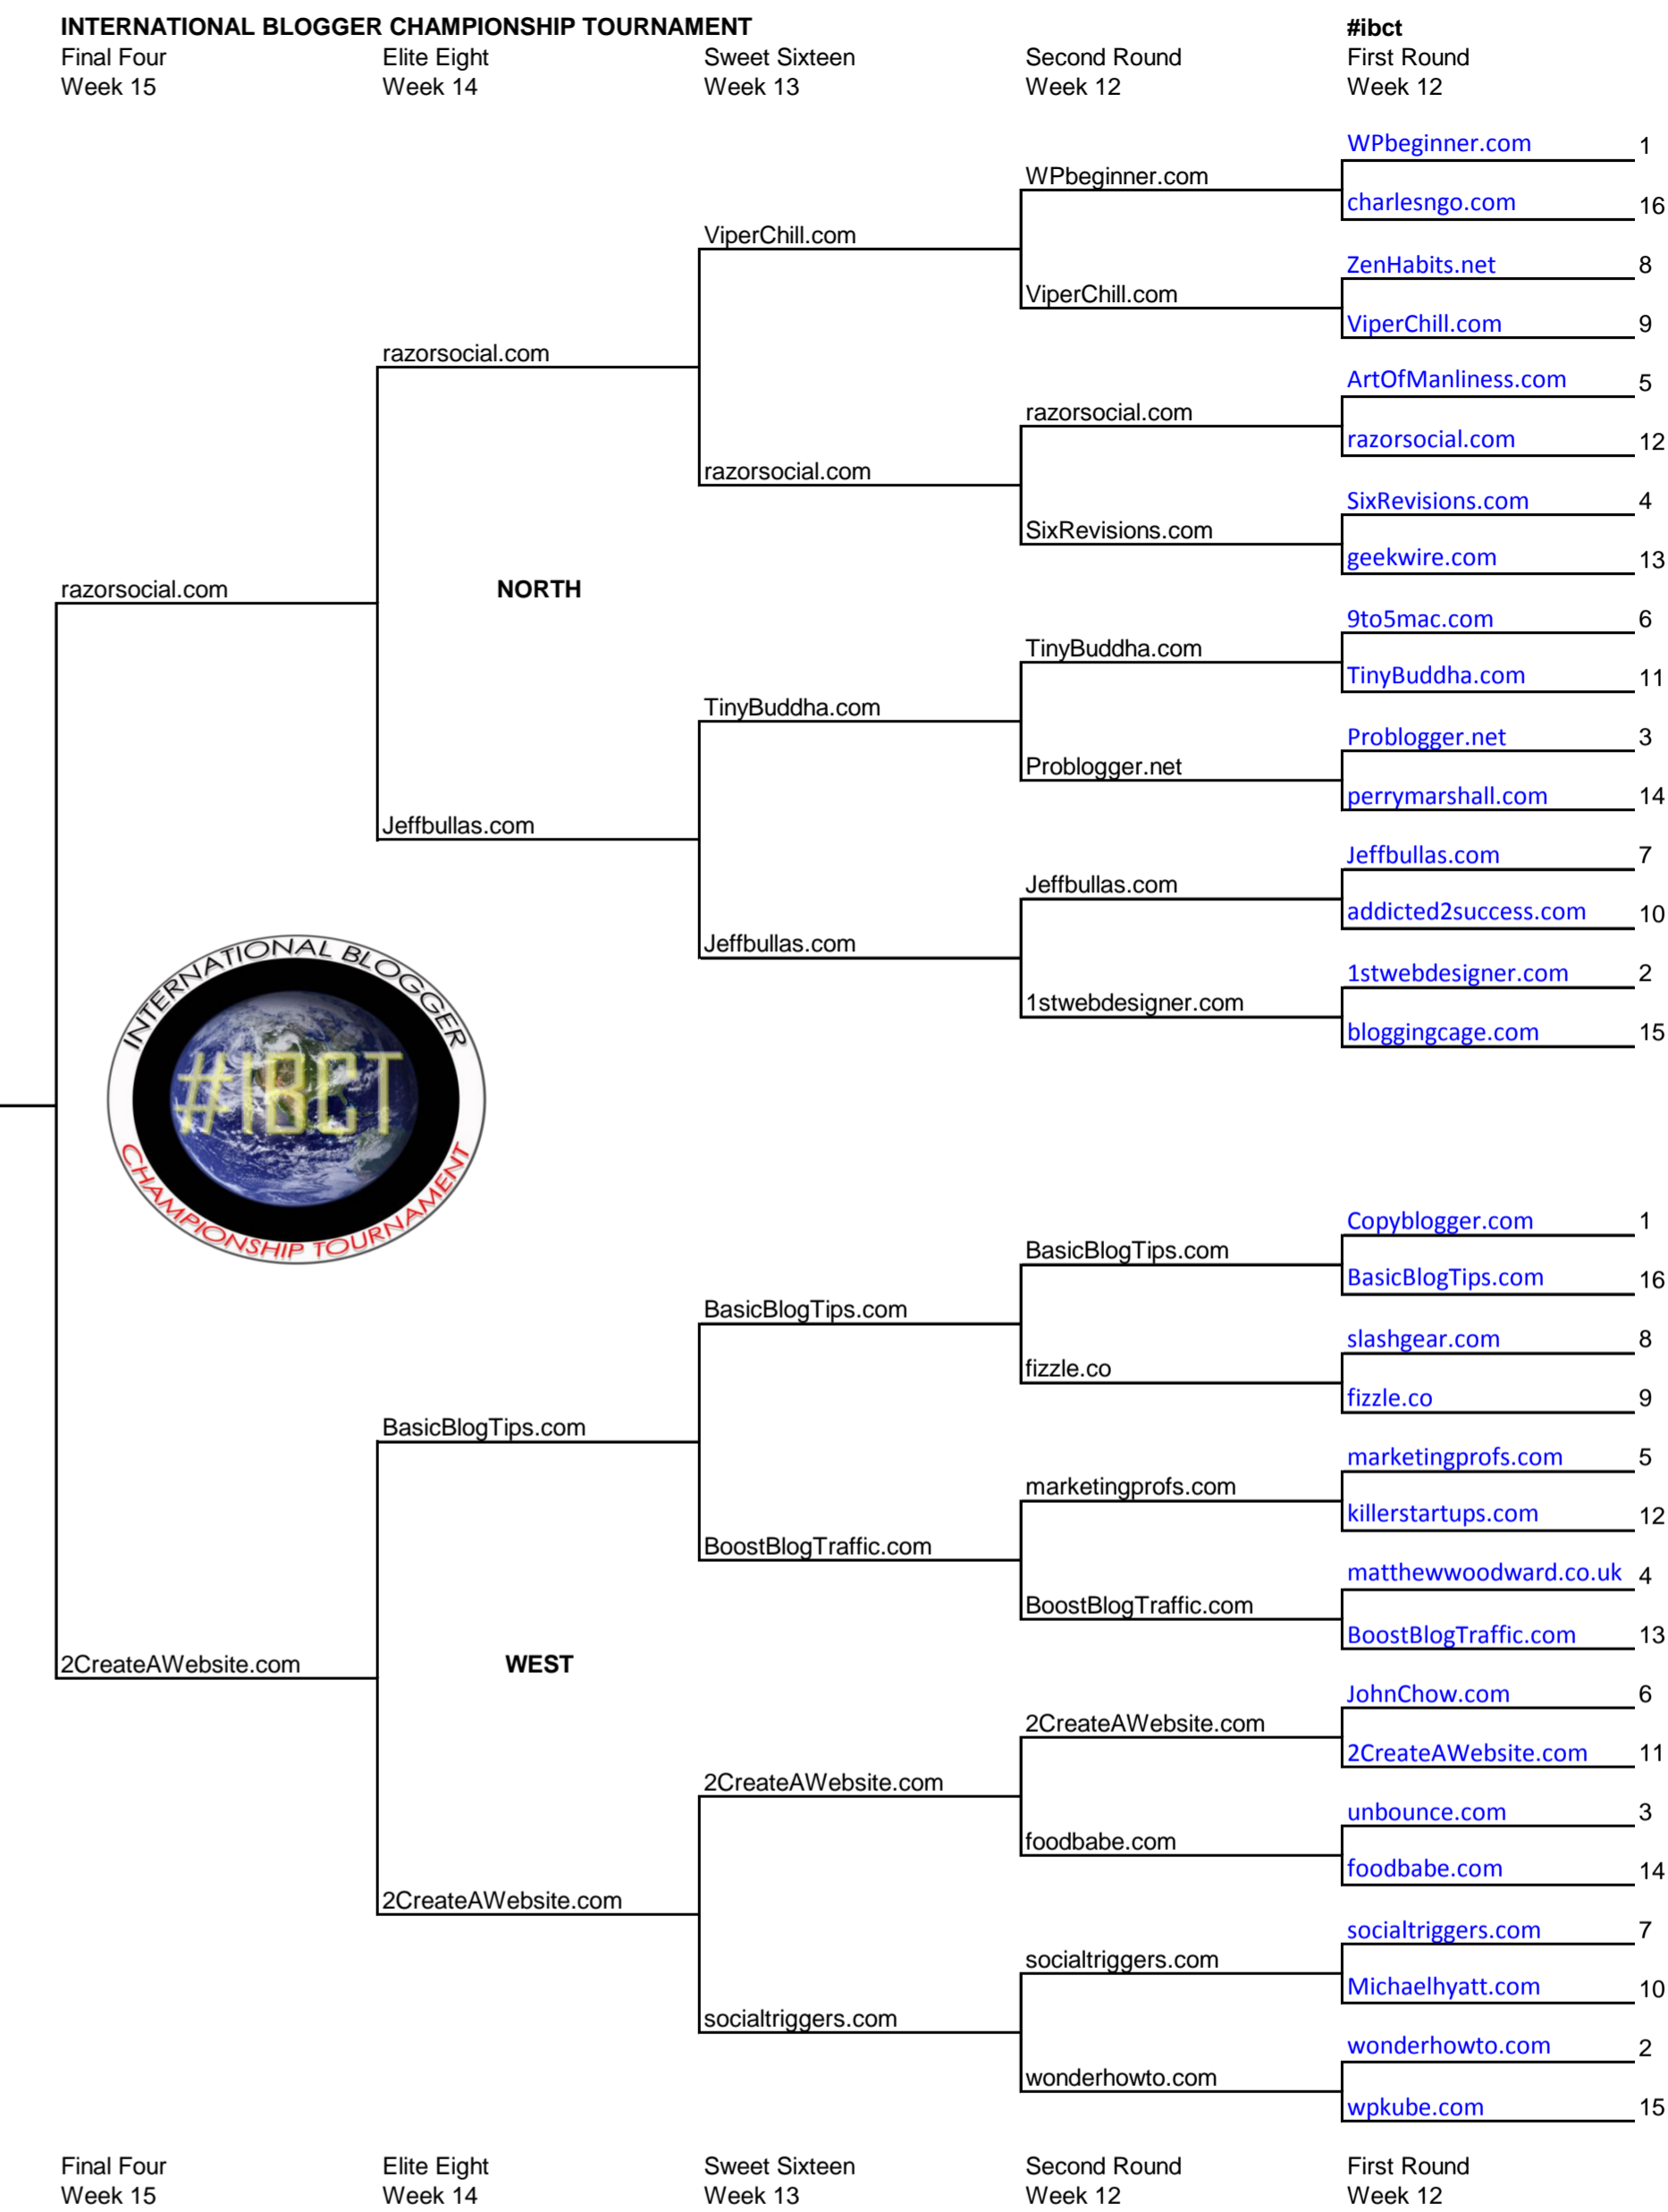 INTERNATIONAL BLOGGER CHAMPIONSHIP TOURNAMENT #ibct
Final Four Elite Eight Sweet Sixteen Second Round First Round
Week 15 Week 14 Week 13 Week 12 Week 12
WPbeginner.com 1
WPbeginner.com
charlesngo.com 16
ViperChill.com
ZenHabits.net 8
ViperChill.com
ViperChill.com 9
razorsocial.com
ArtOfManliness.com 5
razorsocial.com
razorsocial.com 12
razorsocial.com
SixRevisions.com 4
SixRevisions.com
geekwire.com 13
razorsocial.com NORTH
9to5mac.com 6
TinyBuddha.com
TinyBuddha.com 11
TinyBuddha.com
Problogger.net 3
Problogger.net
perrymarshall.com 14
Jeffbullas.com
Jeffbullas.com 7
Jeffbullas.com
addicted2success.com 10
Jeffbullas.com
1stwebdesigner.com 2
1stwebdesigner.com
bloggingcage.com 15
INTERNATIONAL BLOGGER
#IBCT
CHAMPIONSHIP TOURNAMENT
Copyblogger.com 1
BasicBlogTips.com
BasicBlogTips.com 16
BasicBlogTips.com
slashgear.com 8
fizzle.co
fizzle.co 9
BasicBlogTips.com
marketingprofs.com 5
marketingprofs.com
killerstartups.com 12
BoostBlogTraffic.com
matthewwoodward.co.uk 4
BoostBlogTraffic.com
BoostBlogTraffic.com 13
2CreateAWebsite.com WEST
JohnChow.com 6
2CreateAWebsite.com
2CreateAWebsite.com 11
2CreateAWebsite.com
unbounce.com 3
foodbabe.com
foodbabe.com 14
2CreateAWebsite.com
socialtriggers.com 7
socialtriggers.com
Michaelhyatt.com 10
socialtriggers.com
wonderhowto.com 2
wonderhowto.com
wpkube.com 15
Final Four Elite Eight Sweet Sixteen Second Round First Round
Week 15 Week 14 Week 13 Week 12 Week 12